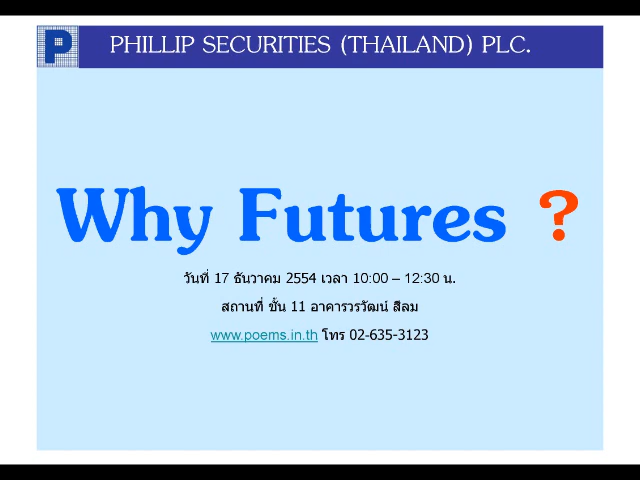 P PHILLIP SECURITIES (THAILAND) PLC.
Why Futures ?
วันที่ 17 ธันวาคม 2554 เวลา 10:00 – 12:30 น.
สถานที่ ชั้น 11 อาคารวรวัฒน์ สีลม
www.poems.in.th โทร 02-635-3123